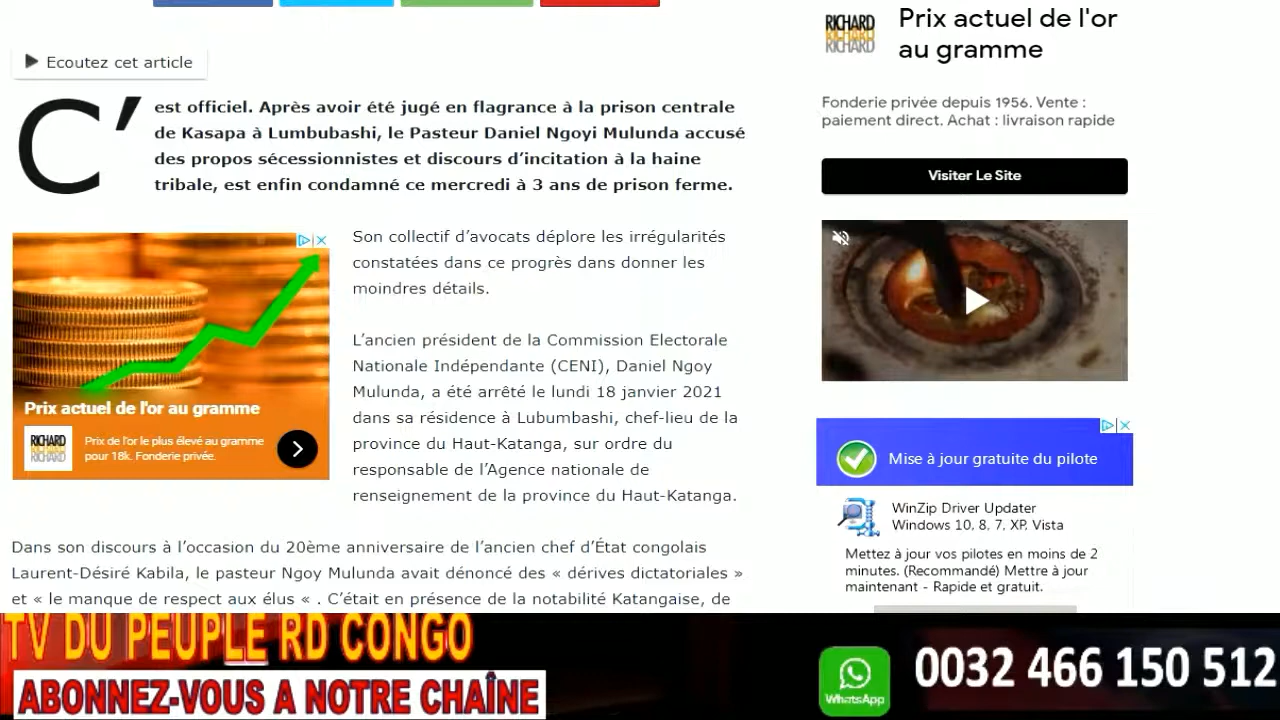 Ecoutez cet article
C’est officiel. Après avoir été jugé en flagrance à la prison centrale
de Kasapa à Lumbubashi, le Pasteur Daniel Ngoyi Mulunda accusé
des propos sécessionnistes et discours d’incitation à la haine
tribale, est enfin condamné ce mercredi à 3 ans de prison ferme.
Son collectif d’avocats déplore les irrégularités
constatées dans ce progrès dans donner les
moindres détails.
L’ancien président de la Commission Electorale
Nationale Indépendante (CENI), Daniel Ngoy
Mulunda, a été arrêté le lundi 18 janvier 2021
dans sa résidence à Lubumbashi, chef-lieu de la
province du Haut-Katanga, sur ordre du
responsable de l’Agence nationale de
renseignement de la province du Haut-Katanga.
Prix actuel de l'or au gramme
RICHARD
RICHARD
RICHARD
Prix de l'or le plus élevé au gramme
pour 18k. Fonderie privée.
Dans son discours à l’occasion du 20ème anniversaire de l’ancien chef d’État congolais
Laurent-Désiré Kabila, le pasteur Ngoy Mulunda avait dénoncé des « dérives dictatoriales »
et « le manque de respect aux élus « . C’était en présence de la notabilité Katangaise, de
RICHARD
RICHARD
RICHARD
Prix actuel de l'or
au gramme
Fonderie privée depuis 1956. Vente :
paiement direct. Achat : livraison rapide
Visiter Le Site
Mise à jour gratuite du pilote
WinZip Driver Updater
Windows 10, 8, 7, XP, Vista
Mettez à jour vos pilotes en moins de 2
minutes. (Recommandé) Mettre à jour
maintenant - Rapide et gratuit.
TV DU PEUPLE RD CONGO
ABONNEZ-VOUS A NOTRE CHAÎNE
WhatsApp
0032 466 150 512